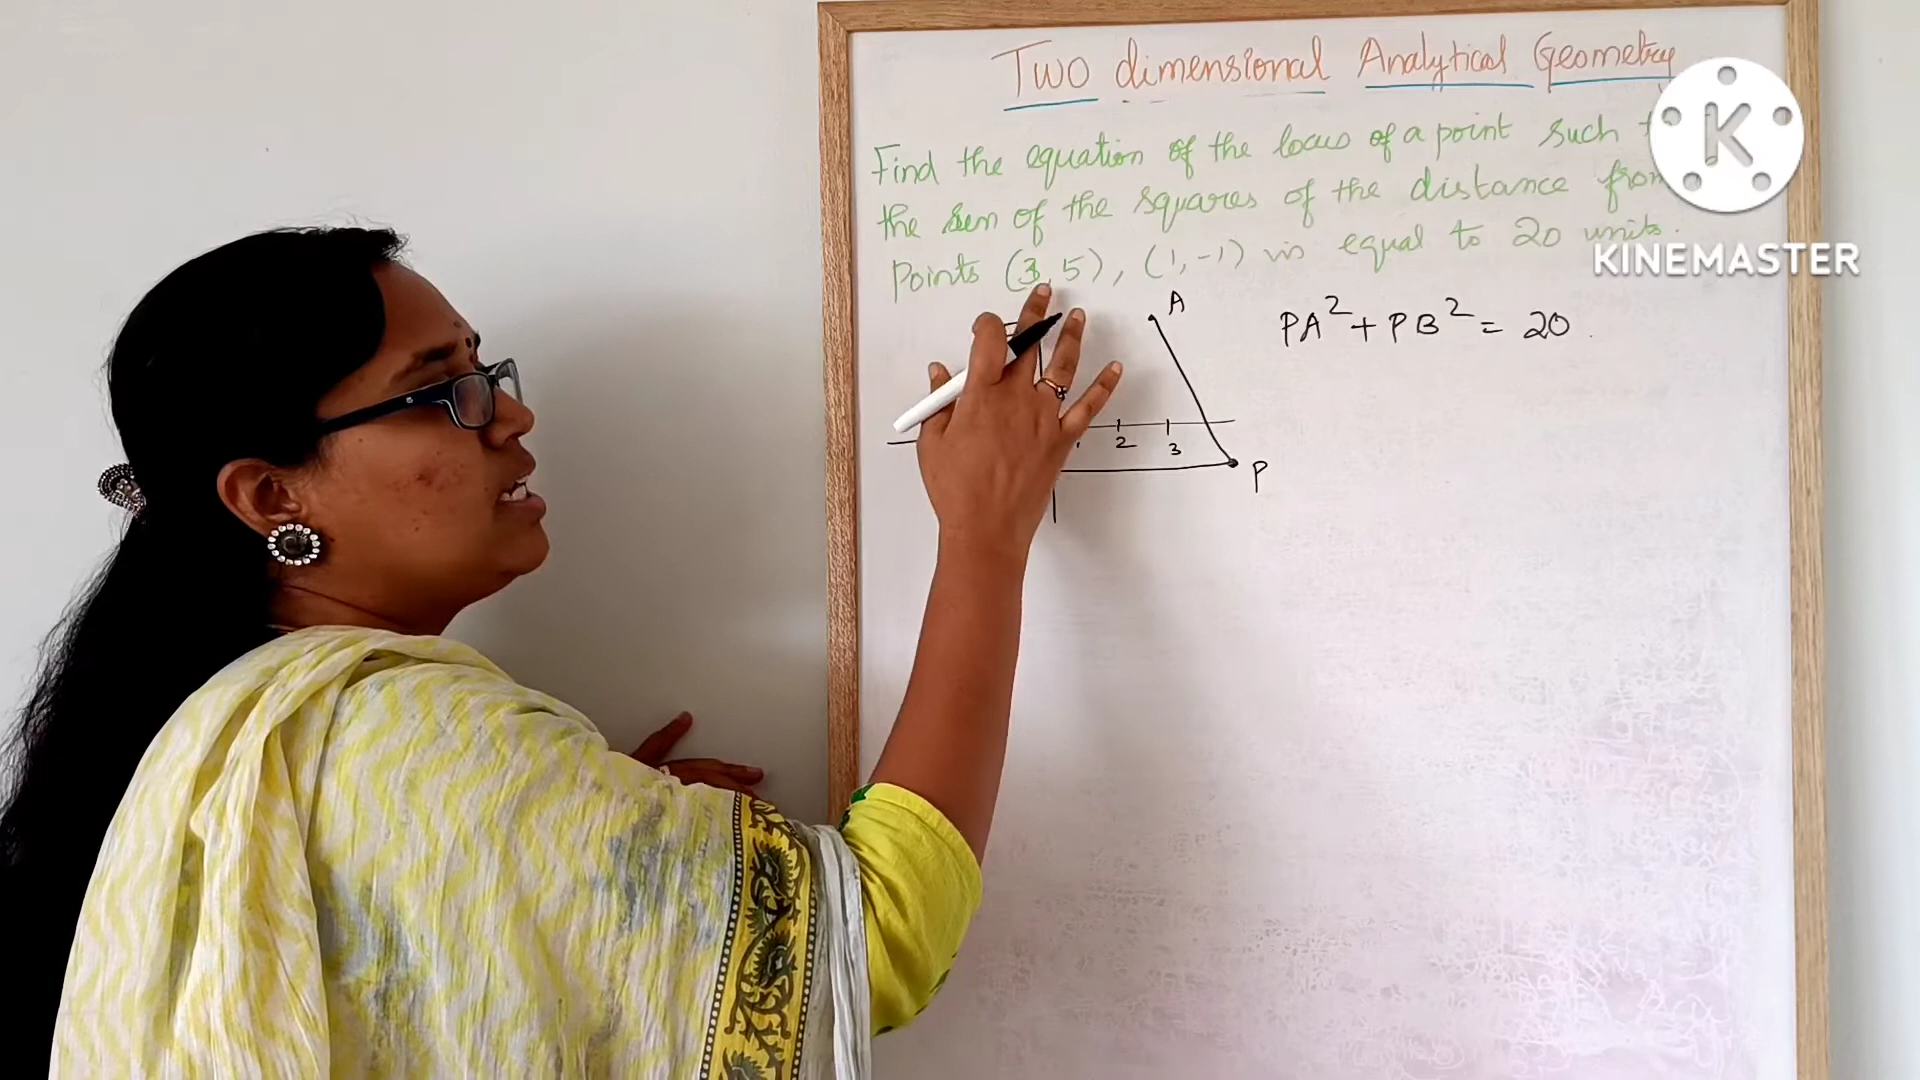 Two dimensional Analytical Geometry
Find the equation of the locus of a point such
the sum of the squares of the distance from
Points (3, 5), (1, -1) is equal to 20 units.
K
KINEMASTER
A
PA² + PB² = 20
2
3
P